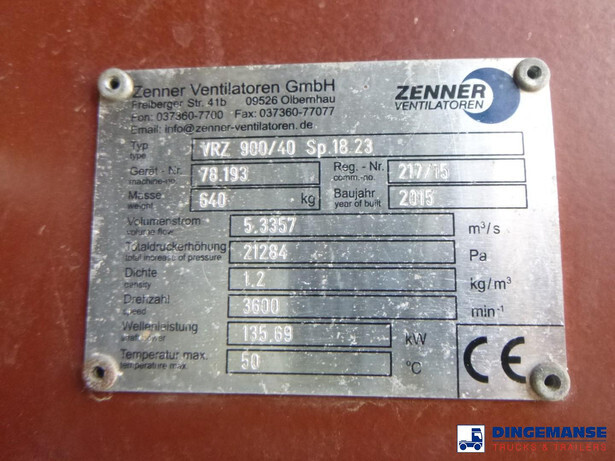 Zenner Ventilatoren GmbH
Freiberger Str. 41b 09526 Olbernhau
Fon: 037360-7700 Fax: 037360-77077
Email: info@zenner-ventilatoren.de
ZENNER
VENTILATOREN
Typ VRZ 900/40 Sp.18.23
type
Gerät-Nr. 78.193 Reg.-Nr. 217/15
machine-no. comm.-no.
Masse 640 kg Baujahr 2015
weight year of built
Volumenstrom 5.3357 m³/s
volume flow
Totaldruckerhöhung 21284 Pa
total increase of pressure
Dichte 1.2 kg/m³
density
Drehzahl 3600 min-1
speed
Wellenleistung 135.69 kW
shaft power
Temperatur max. 50 °C
temperature max.
CE
DINGEMANSE
TRUCKS & TRAILERS